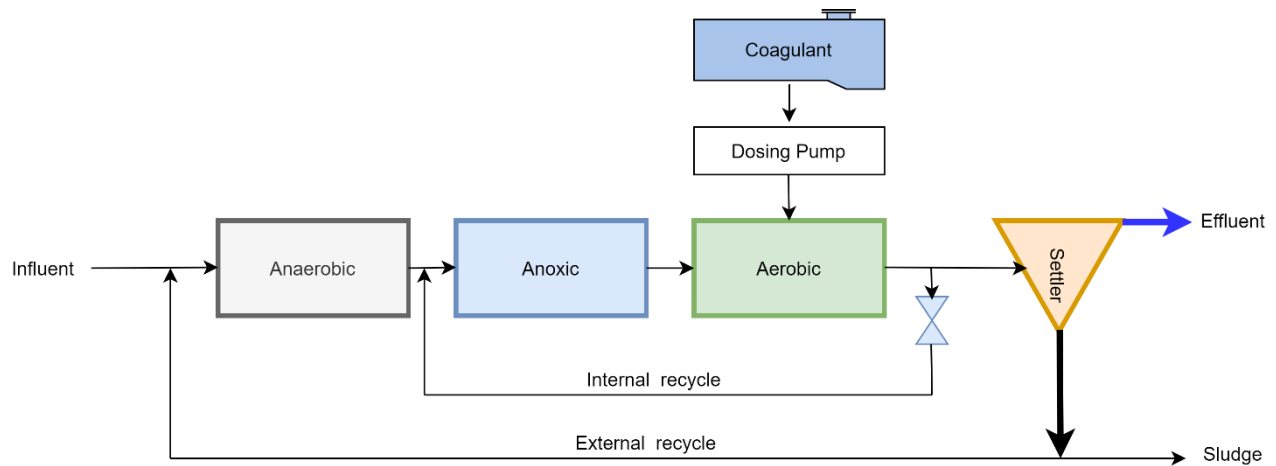 Coagulant
Dosing Pump
Influent
Anaerobic
Anoxic
Aerobic
Settler
Effluent
Internal recycle
External recycle
Sludge